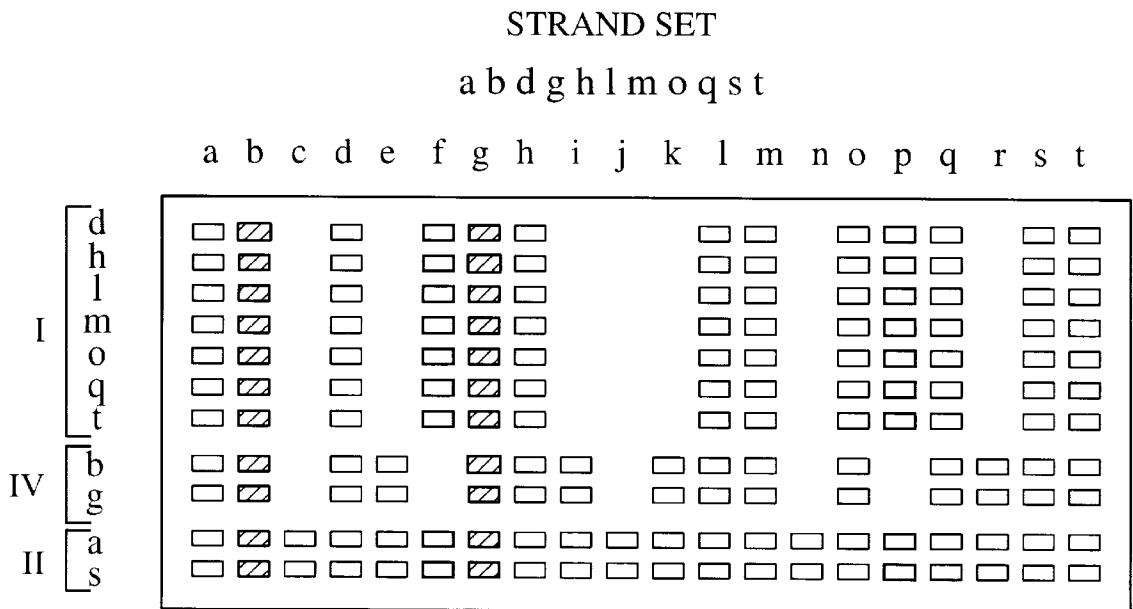 STRAND SET
a b d g h l m o q s t
a b c d e f g h i j k l m n o p q r s t
d
h
l
I m
o
q
t
b
IV
g
a
II
s